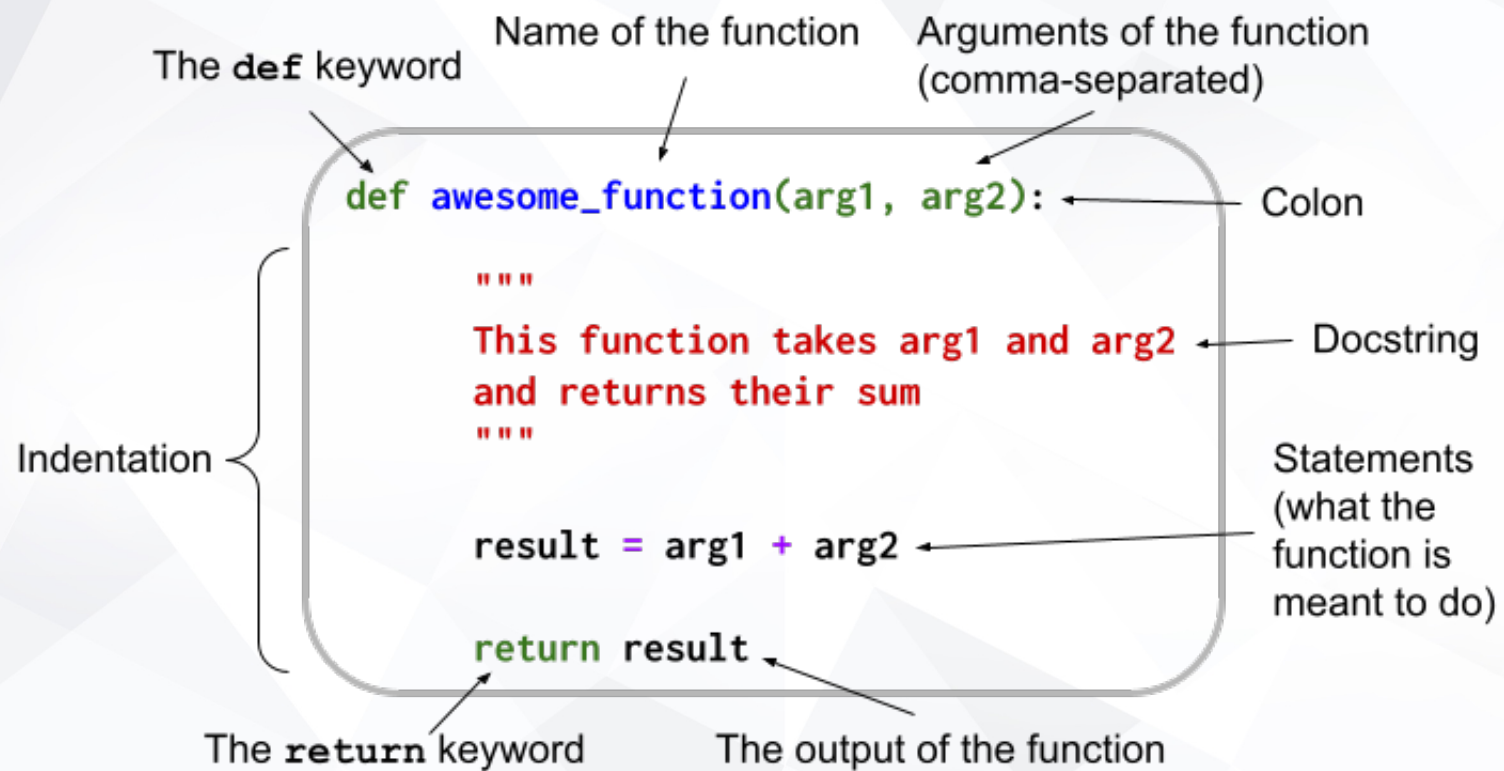 Name of the function
Arguments of the function
(comma-separated)
The def keyword
def awesome_function(arg1, arg2):
Colon
"""
This function takes arg1 and arg2
and returns their sum
"""
Docstring
Indentation
Statements
(what the
function is
meant to do)
result = arg1 + arg2
return result
The return keyword
The output of the function